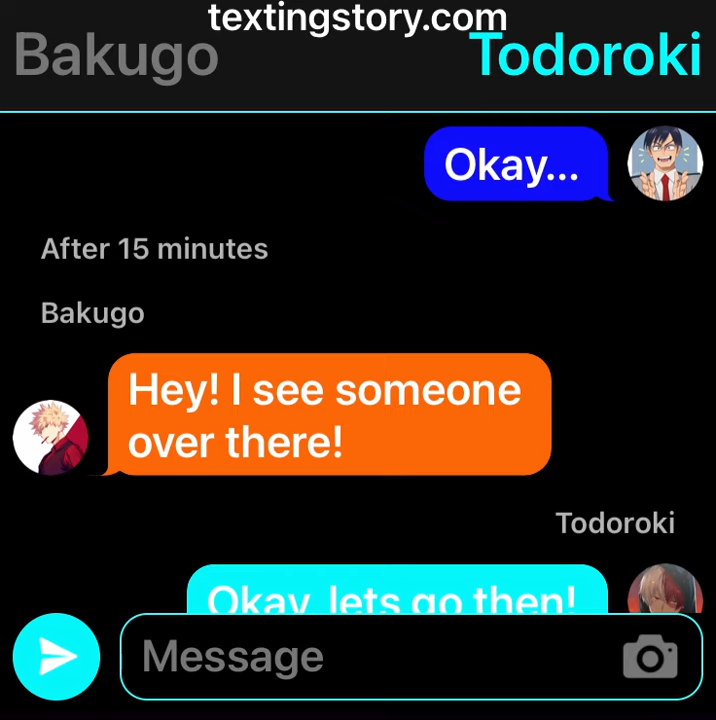 textingstory.com
Bakugo
Todoroki
Okay...
After 15 minutes
Bakugo
Hey! I see someone
over there!
Todoroki
Okay, lets go then!
Message